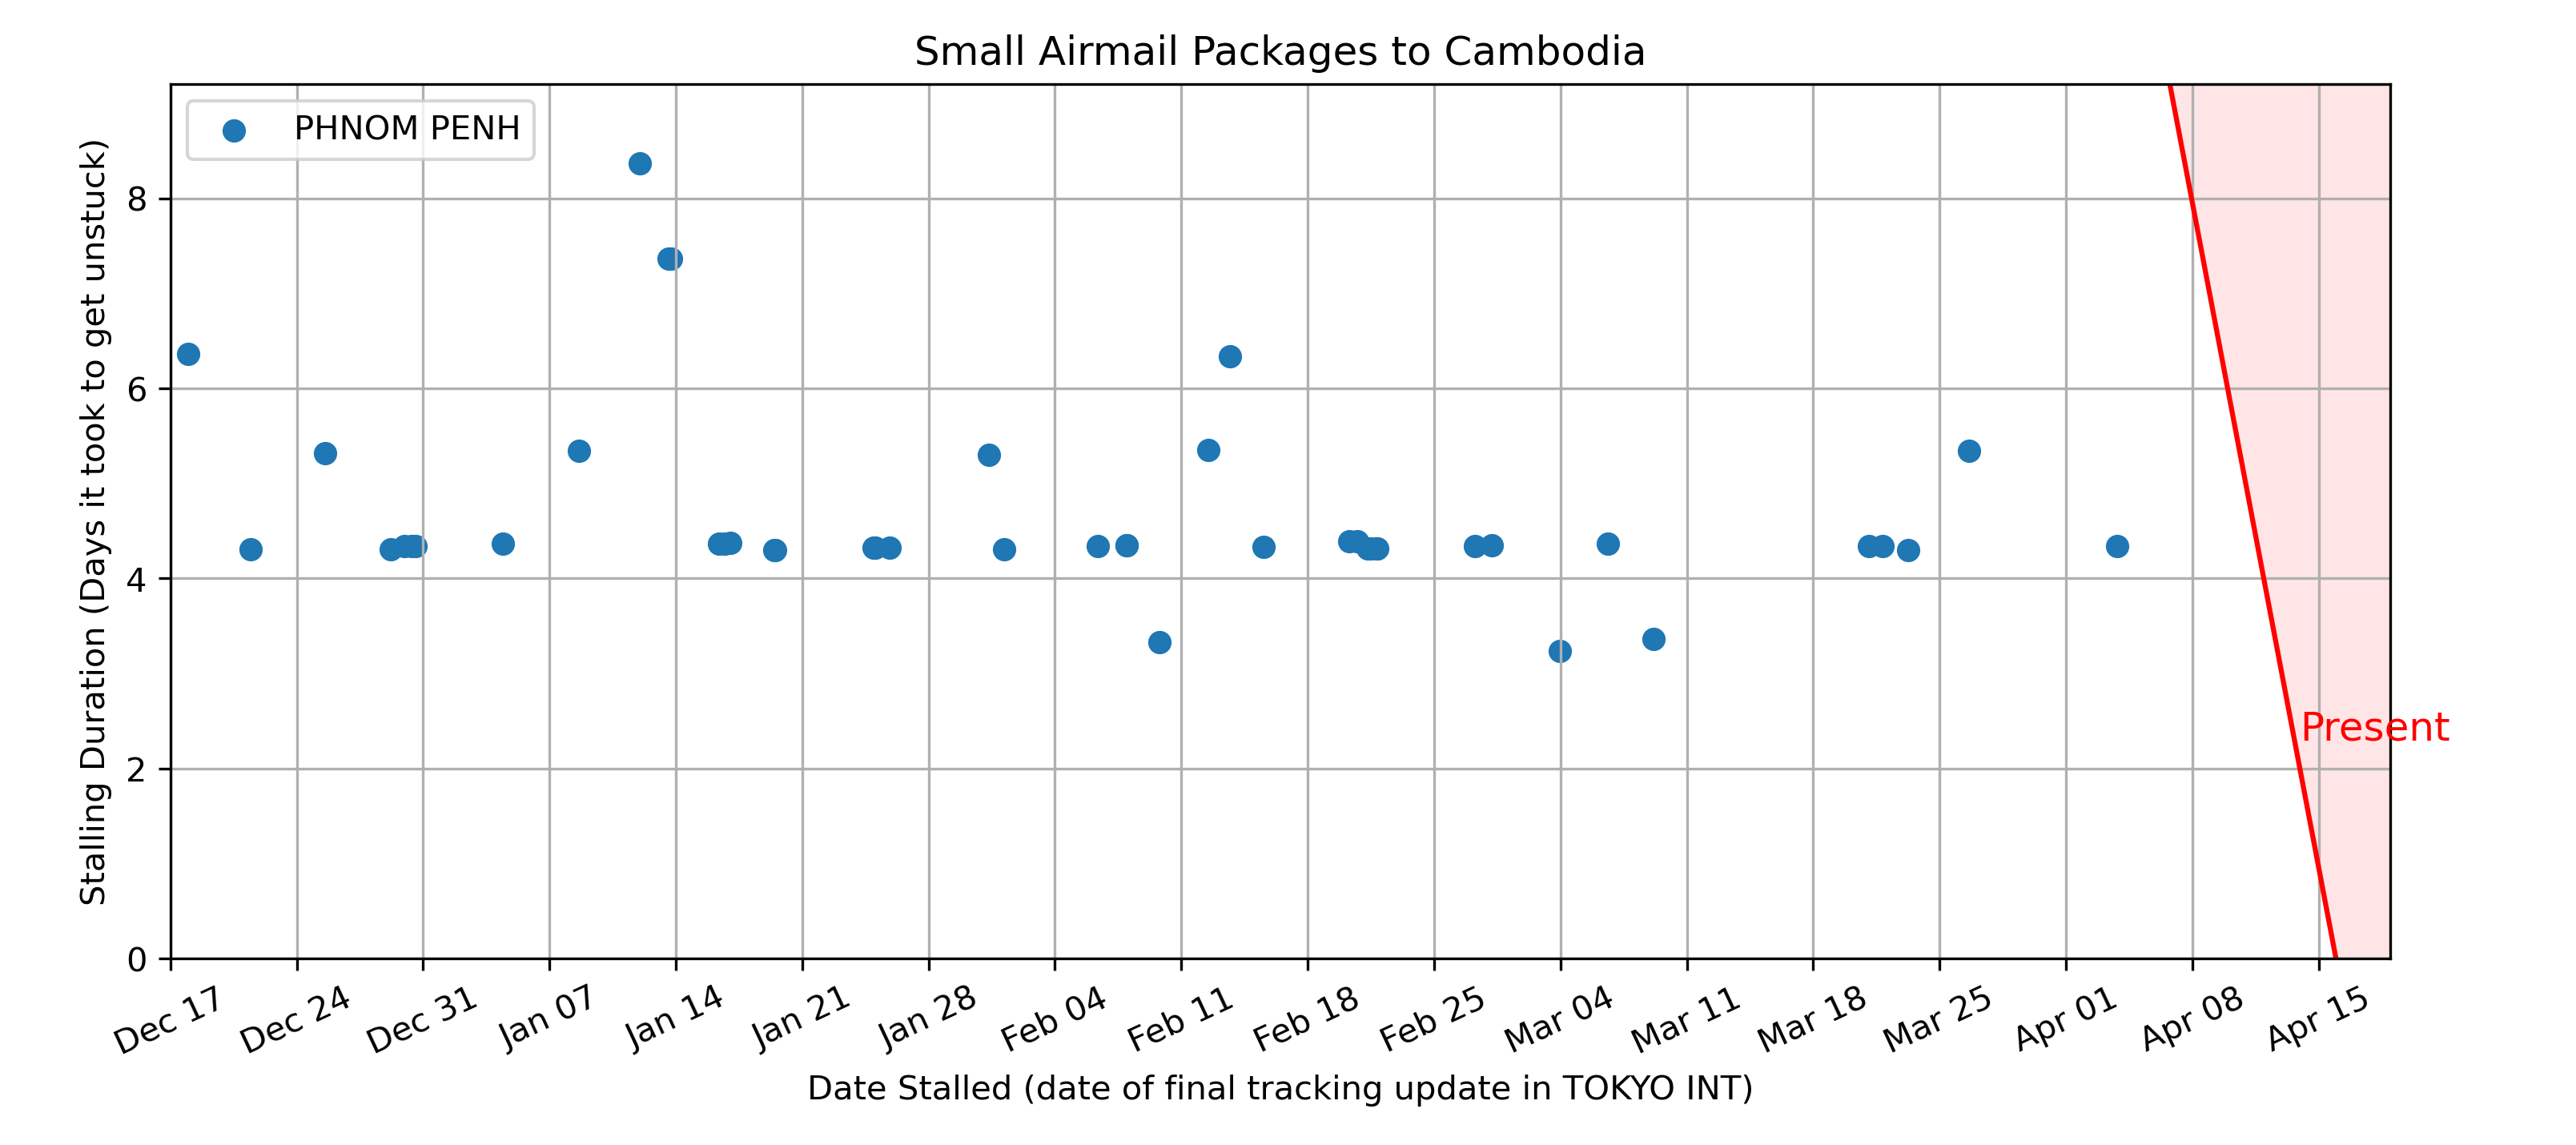 Small Airmail Packages to Cambodia
PHNOM PENH
Stalling Duration (Days it took to get unstuck)
8
6
4
2
0
Present
Dec 17
Dec 24
Dec 31
Jan 07
Jan 14
Jan 21
Jan 28
Feb 04
Feb 11
Feb 18
Feb 25
Mar 04
Mar 11
Mar 18
Mar 25
Apr 01
Apr 08
Apr 15
Date Stalled (date of final tracking update in TOKYO INT)